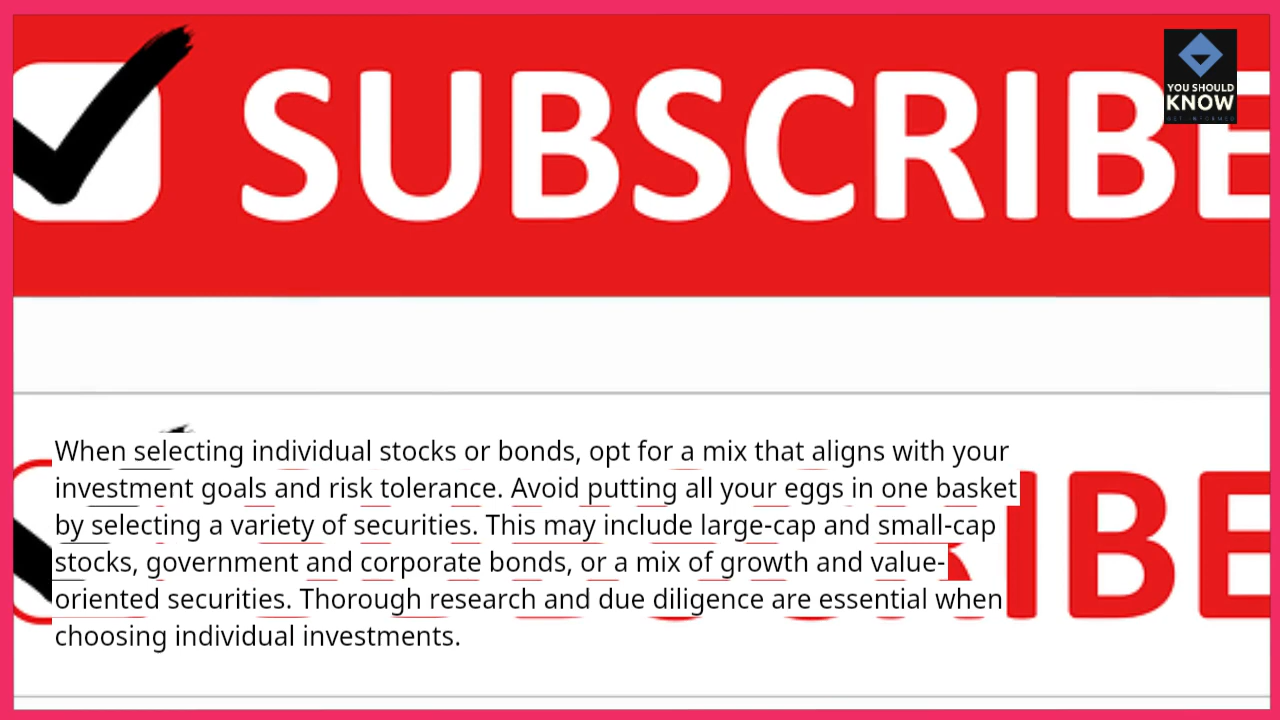 SUBSCRIBE
YOU SHOULD
KNOW
GET INFORMED
When selecting individual stocks or bonds, opt for a mix that aligns with your
investment goals and risk tolerance. Avoid putting all your eggs in one basket
by selecting a variety of securities. This may include large-cap and small-cap
stocks, government and corporate bonds, or a mix of growth and value-
oriented securities. Thorough research and due diligence are essential when
choosing individual investments.
IBE